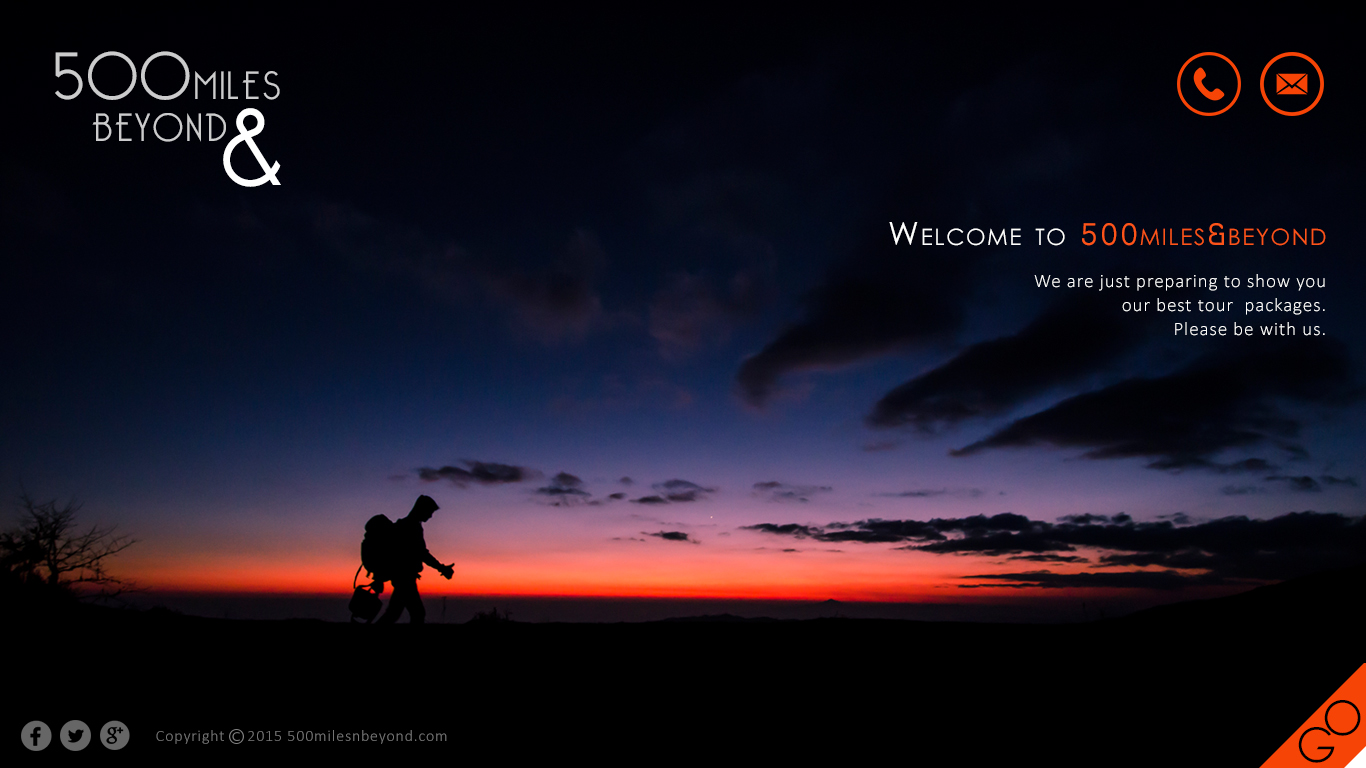 500MILES
BEYOND &
WELCOME TO 500MILES&BEYOND
We are just preparing to show you
our best tour packages.
Please be with us.
f g+ Copyright © 2015 500milesnbeyond.com
GO